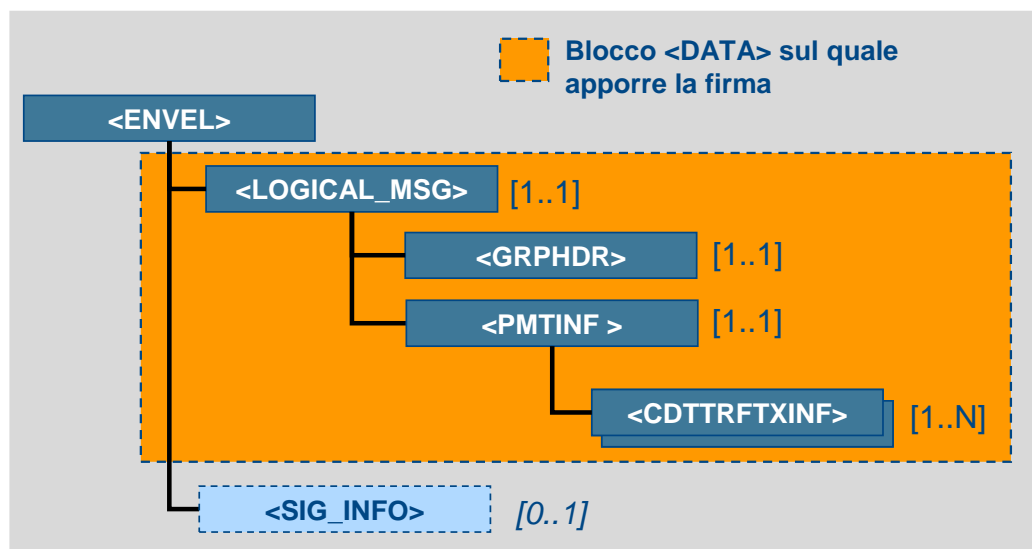 Blocco <DATA> sul quale
apporre la firma
<ENVEL>
<LOGICAL_MSG> [1..1]
<GRPHDR> [1..1]
<PMTINF > [1..1]
<CDTTRFTXINF> [1..N]
<SIG_INFO> [0..1]